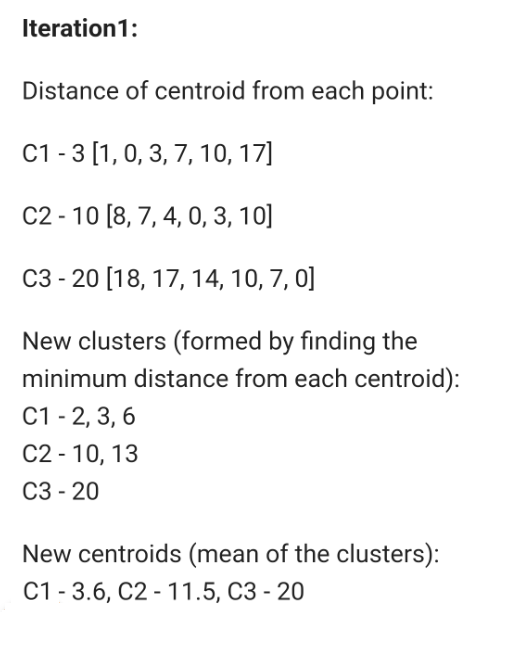 Iteration1:
Distance of centroid from each point:
C1 - 3 [1, 0, 3, 7, 10, 17]
C2 - 10 [8, 7, 4, 0, 3, 10]
C3 - 20 [18, 17, 14, 10, 7, 0]
New clusters (formed by finding the
minimum distance from each centroid):
C1 - 2, 3, 6
C2 - 10, 13
C3 - 20
New centroids (mean of the clusters):
C1 - 3.6, C2 - 11.5, C3 - 20